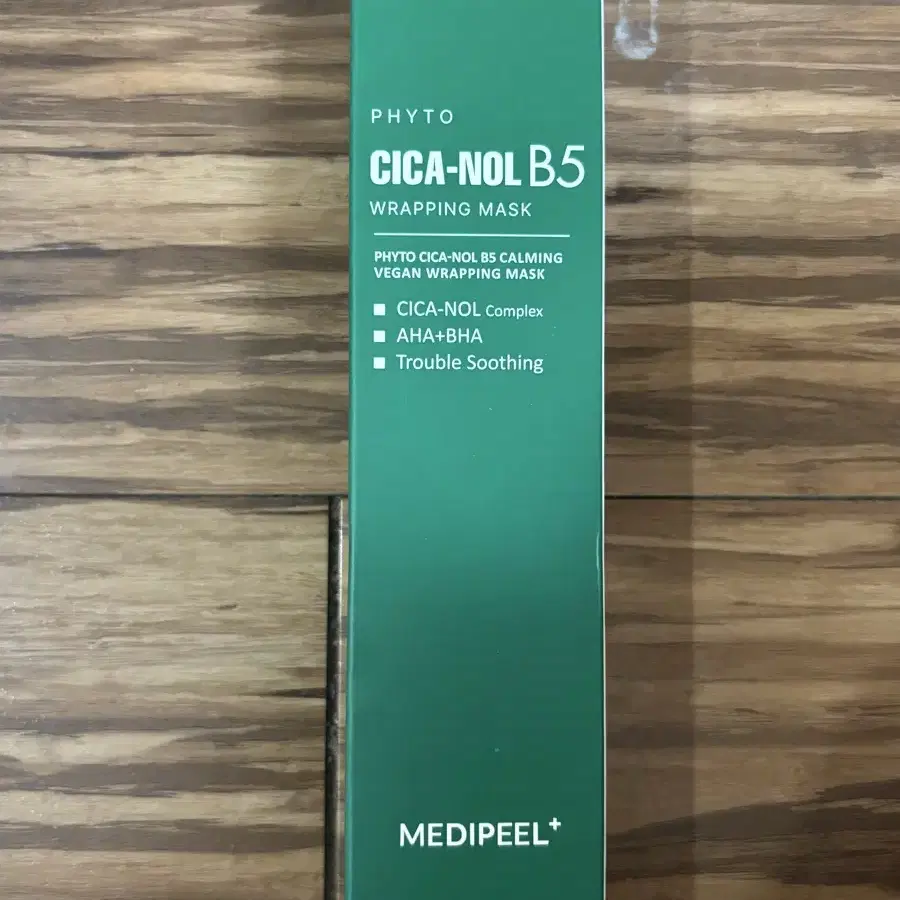 PHYTO
CICA-NOL B5
WRAPPING MASK
PHYTO CICA-NOL B5 CALMING
VEGAN WRAPPING MASK
■ CICA-NOL Complex
■ AHA+BHA
■ Trouble Soothing
MEDIPEEL+